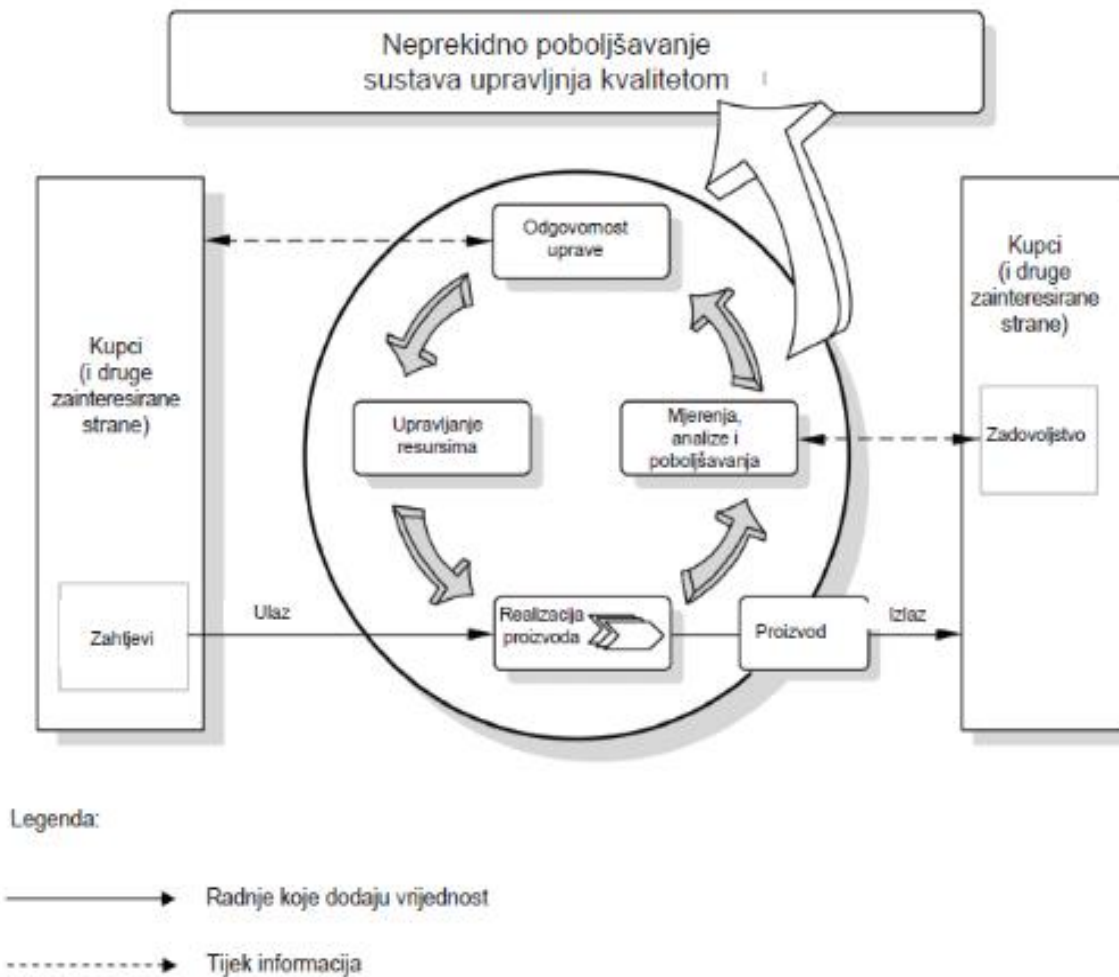 Neprekidno poboljšavanje
sustava upravljnja kvalitetom
Odgovornost
uprave
Kupci
(i druge
zainteresirane
strane)
Kupci
(i druge
zainteresirane
strane)
Upravljanje
resursima
Mjerenja,
analize i
poboljšavanja
Zadovoljstvo
Zahtjevi
Ulaz
Realizacija
proizvoda
Proizvod
Izlaz
Legenda:
Radnje koje dodaju vrijednost
Tijek informacija